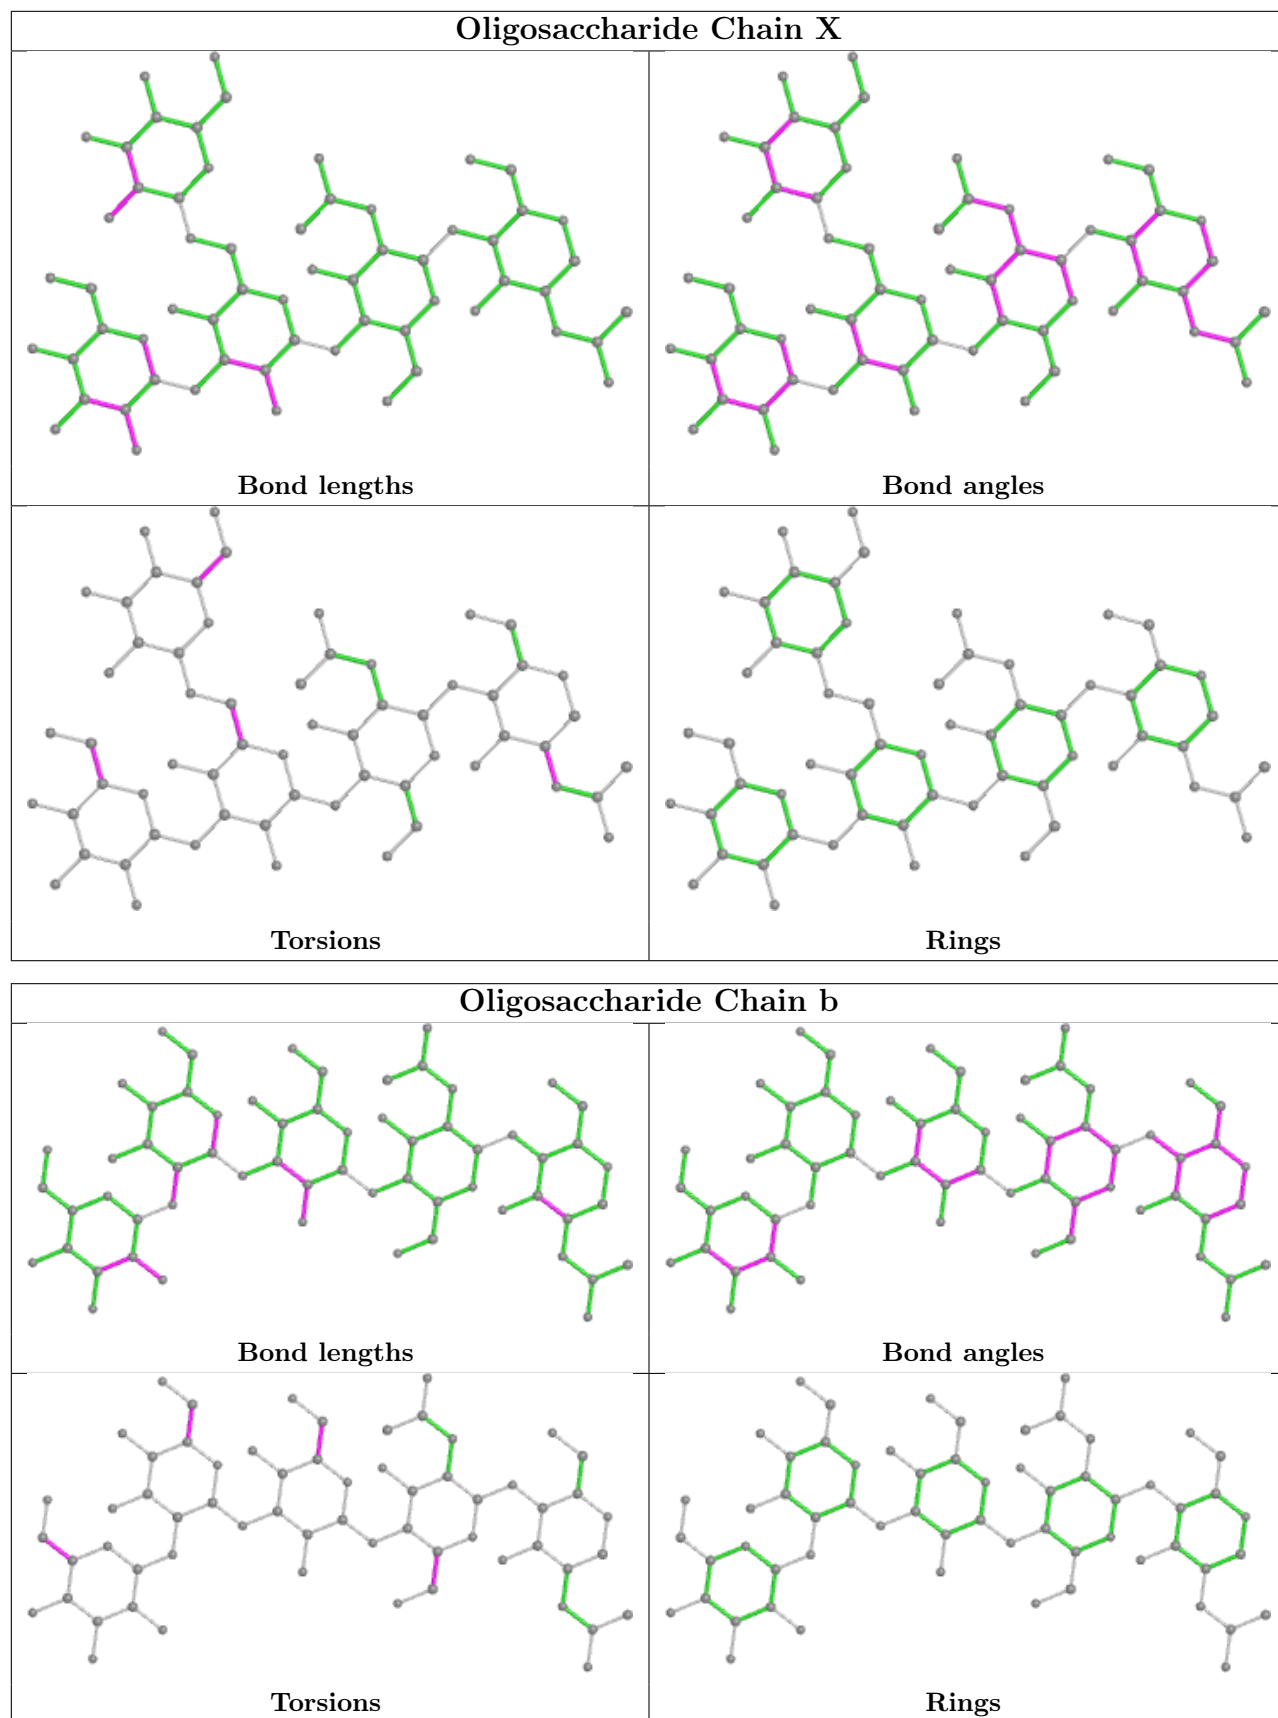 Oligosaccharide Chain X
Bond lengths
Bond angles
Torsions
Rings
Oligosaccharide Chain b
Bond lengths
Bond angles
Torsions
Rings